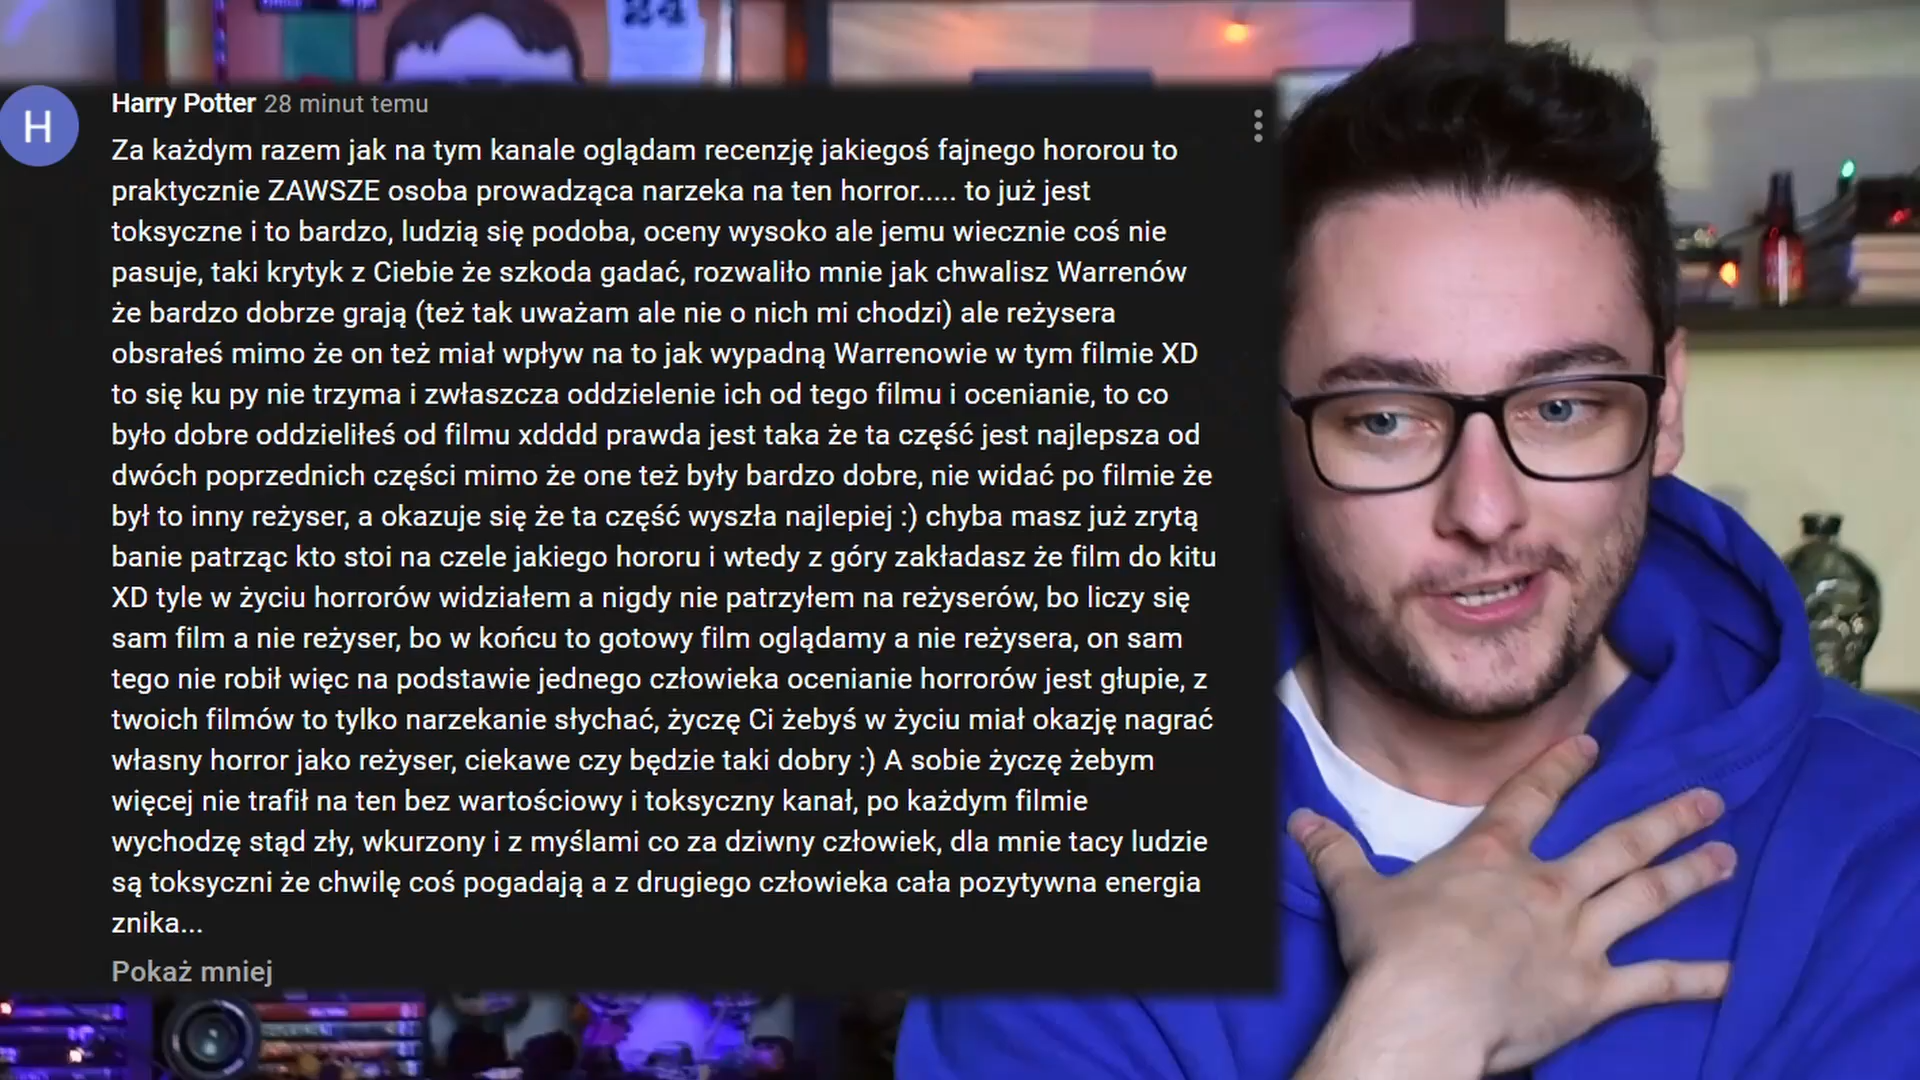 24
H
Harry Potter 28 minut temu
Za każdym razem jak na tym kanale oglądam recenzję jakiegoś fajnego hororou to
praktycznie ZAWSZE osoba prowadząca narzeka na ten horror..... to już jest
toksyczne i to bardzo, ludzią się podoba, oceny wysoko ale jemu wiecznie coś nie
pasuje, taki krytyk z Ciebie że szkoda gadać, rozwaliło mnie jak chwalisz Warrenów
że bardzo dobrze grają (też tak uważam ale nie o nich mi chodzi) ale reżysera
obsrałeś mimo że on też miał wpływ na to jak wypadną Warrenowie w tym filmie XD
to się ku py nie trzyma i zwłaszcza oddzielenie ich od tego filmu i ocenianie, to co
było dobre oddzieliłeś od filmu xdddd prawda jest taka że ta część jest najlepsza od
dwóch poprzednich części mimo że one też były bardzo dobre, nie widać po filmie że
był to inny reżyser, a okazuje się że ta część wyszła najlepiej :) chyba masz już zrytą
banie patrząc kto stoi na czele jakiego hororu i wtedy z góry zakładasz że film do kitu
XD tyle w życiu horrorów widziałem a nigdy nie patrzyłem na reżyserów, bo liczy się
sam film a nie reżyser, bo w końcu to gotowy film oglądamy a nie reżysera, on sam
tego nie robił więc na podstawie jednego człowieka ocenianie horrorów jest głupie, z
twoich filmów to tylko narzekanie słychać, życzę Ci żebyś w życiu miał okazję nagrać
własny horror jako reżyser, ciekawe czy będzie taki dobry :) A sobie życzę żebym
więcej nie trafił na ten bez wartościowy i toksyczny kanał, po każdym filmie
wychodzę stąd zły, wkurzony i z myślami co za dziwny człowiek, dla mnie tacy ludzie
są toksyczni że chwilę coś pogadają a z drugiego człowieka cała pozytywna energia
znika...
Pokaż mniej